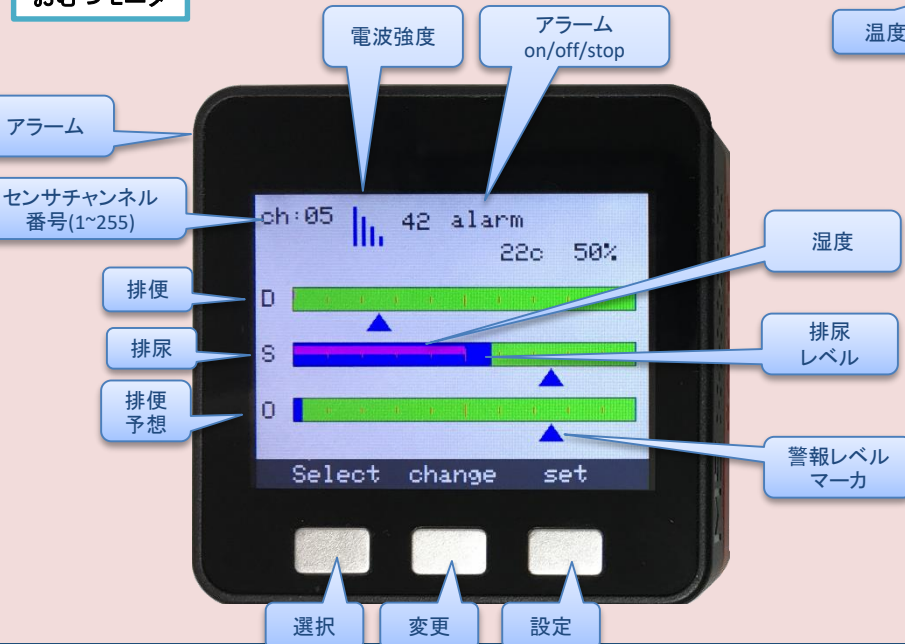 おむつモニタ
電波強度
アラーム
on/off/stop
温度
アラーム
センサチャンネル
番号(1~255)
ch:05 42 alarm
22c 50%
湿度
排便
D
排尿
S
排尿
レベル
排便
予想
O
警報レベル
マーカ
Select change set
選択 変更 設定